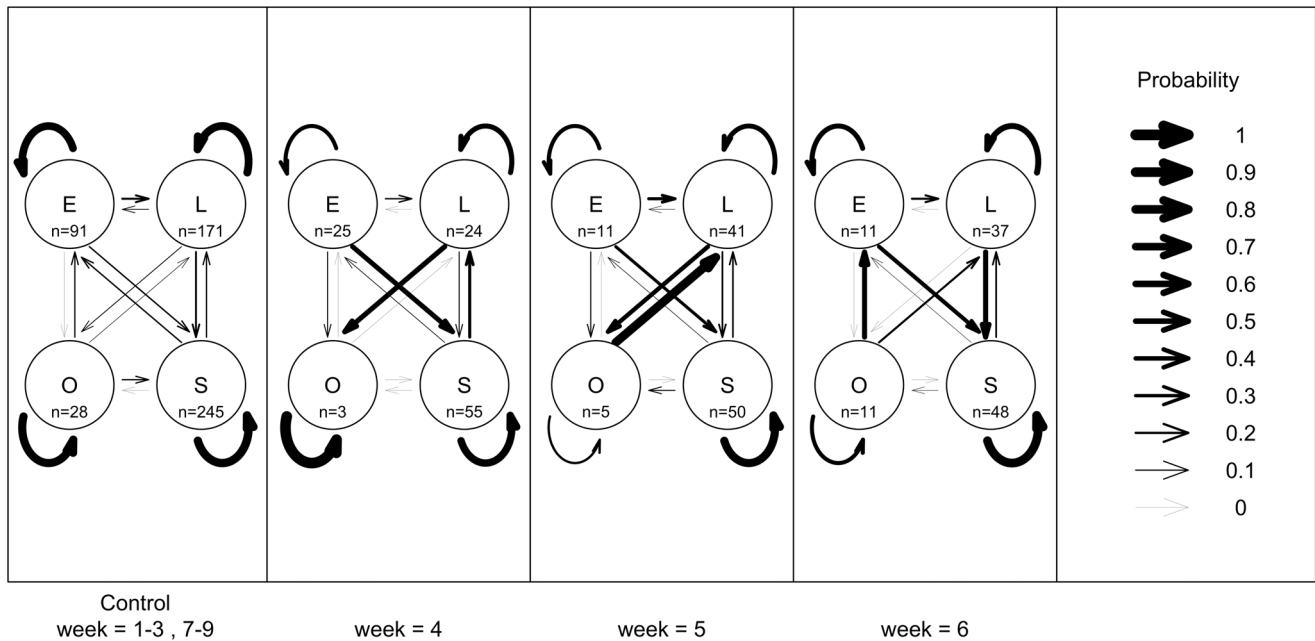 E
n=91
L
n=171
O
n=28
S
n=245
E
n=25
L
n=24
O
n=3
S
n=55
E
n=11
L
n=41
O
n=5
S
n=50
E
n=11
L
n=37
O
n=11
S
n=48
Probability
1
0.9
0.8
0.7
0.6
0.5
0.4
0.3
0.2
0.1
0
Control
week = 1-3 , 7-9
week = 4
week = 5
week = 6